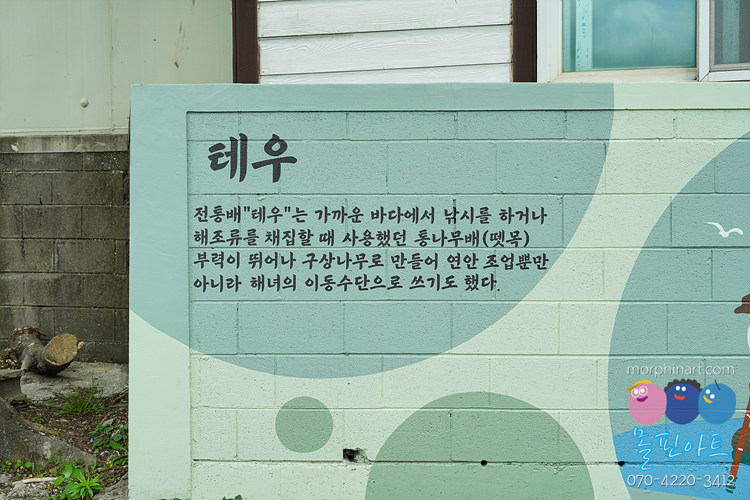 테우
전통배"테우"는 가까운 바다에서 낚시를 하거나
해조류를 채집할 때 사용했던 통나무배(뗏목)
부력이 뛰어나 구상나무로 만들어 연안 조업뿐만
아니라 해녀의 이동수단으로 쓰기도 했다.
morphinart.com
몰핀아트
070-4220-3412